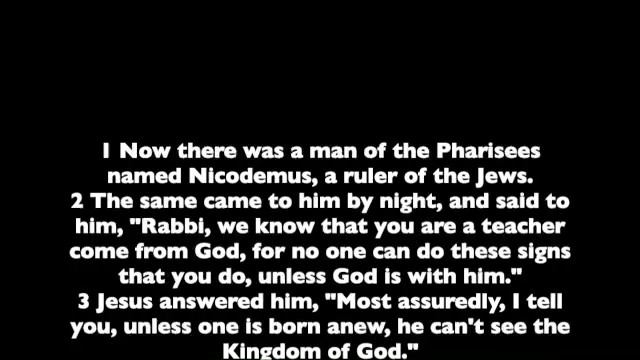 1 Now there was a man of the Pharisees
named Nicodemus, a ruler of the Jews.
2 The same came to him by night, and said to
him, "Rabbi, we know that you are a teacher
come from God, for no one can do these signs
that you do, unless God is with him."
3 Jesus answered him, "Most assuredly, I tell
you, unless one is born anew, he can't see the
Kingdom of God."